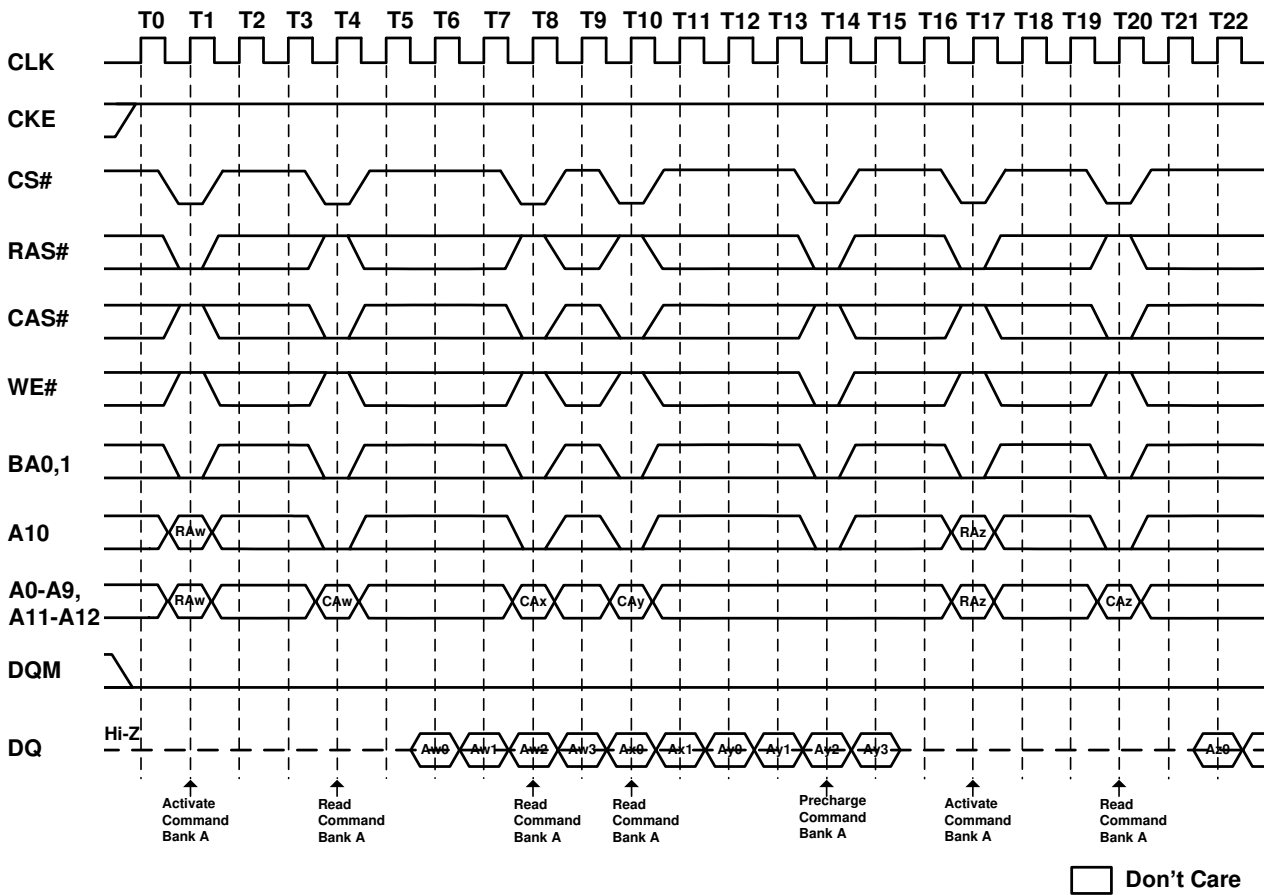 T0 T1 T2 T3 T4 T5 T6 T7 T8 T9 T10 T11 T12 T13 T14 T15 T16 T17 T18 T19 T20 T21 T22
CLK
CKE
CS#
RAS#
CAS#
WE#
BA0,1
A10 RAw RAz
A0-A9,
A11-A12 RAw CAw CAx CAy RAz CAz
DQM
Hi-Z
DQ Aw0 Aw1 Aw2 Aw3 Ax0 Ax1 Ay0 Ay1 Ay2 Ay3 Az0
Activate
Command
Bank A
Read
Command
Bank A
Read
Command
Bank A
Read
Command
Bank A
Precharge
Command
Bank A
Activate
Command
Bank A
Read
Command
Bank A
Don't Care